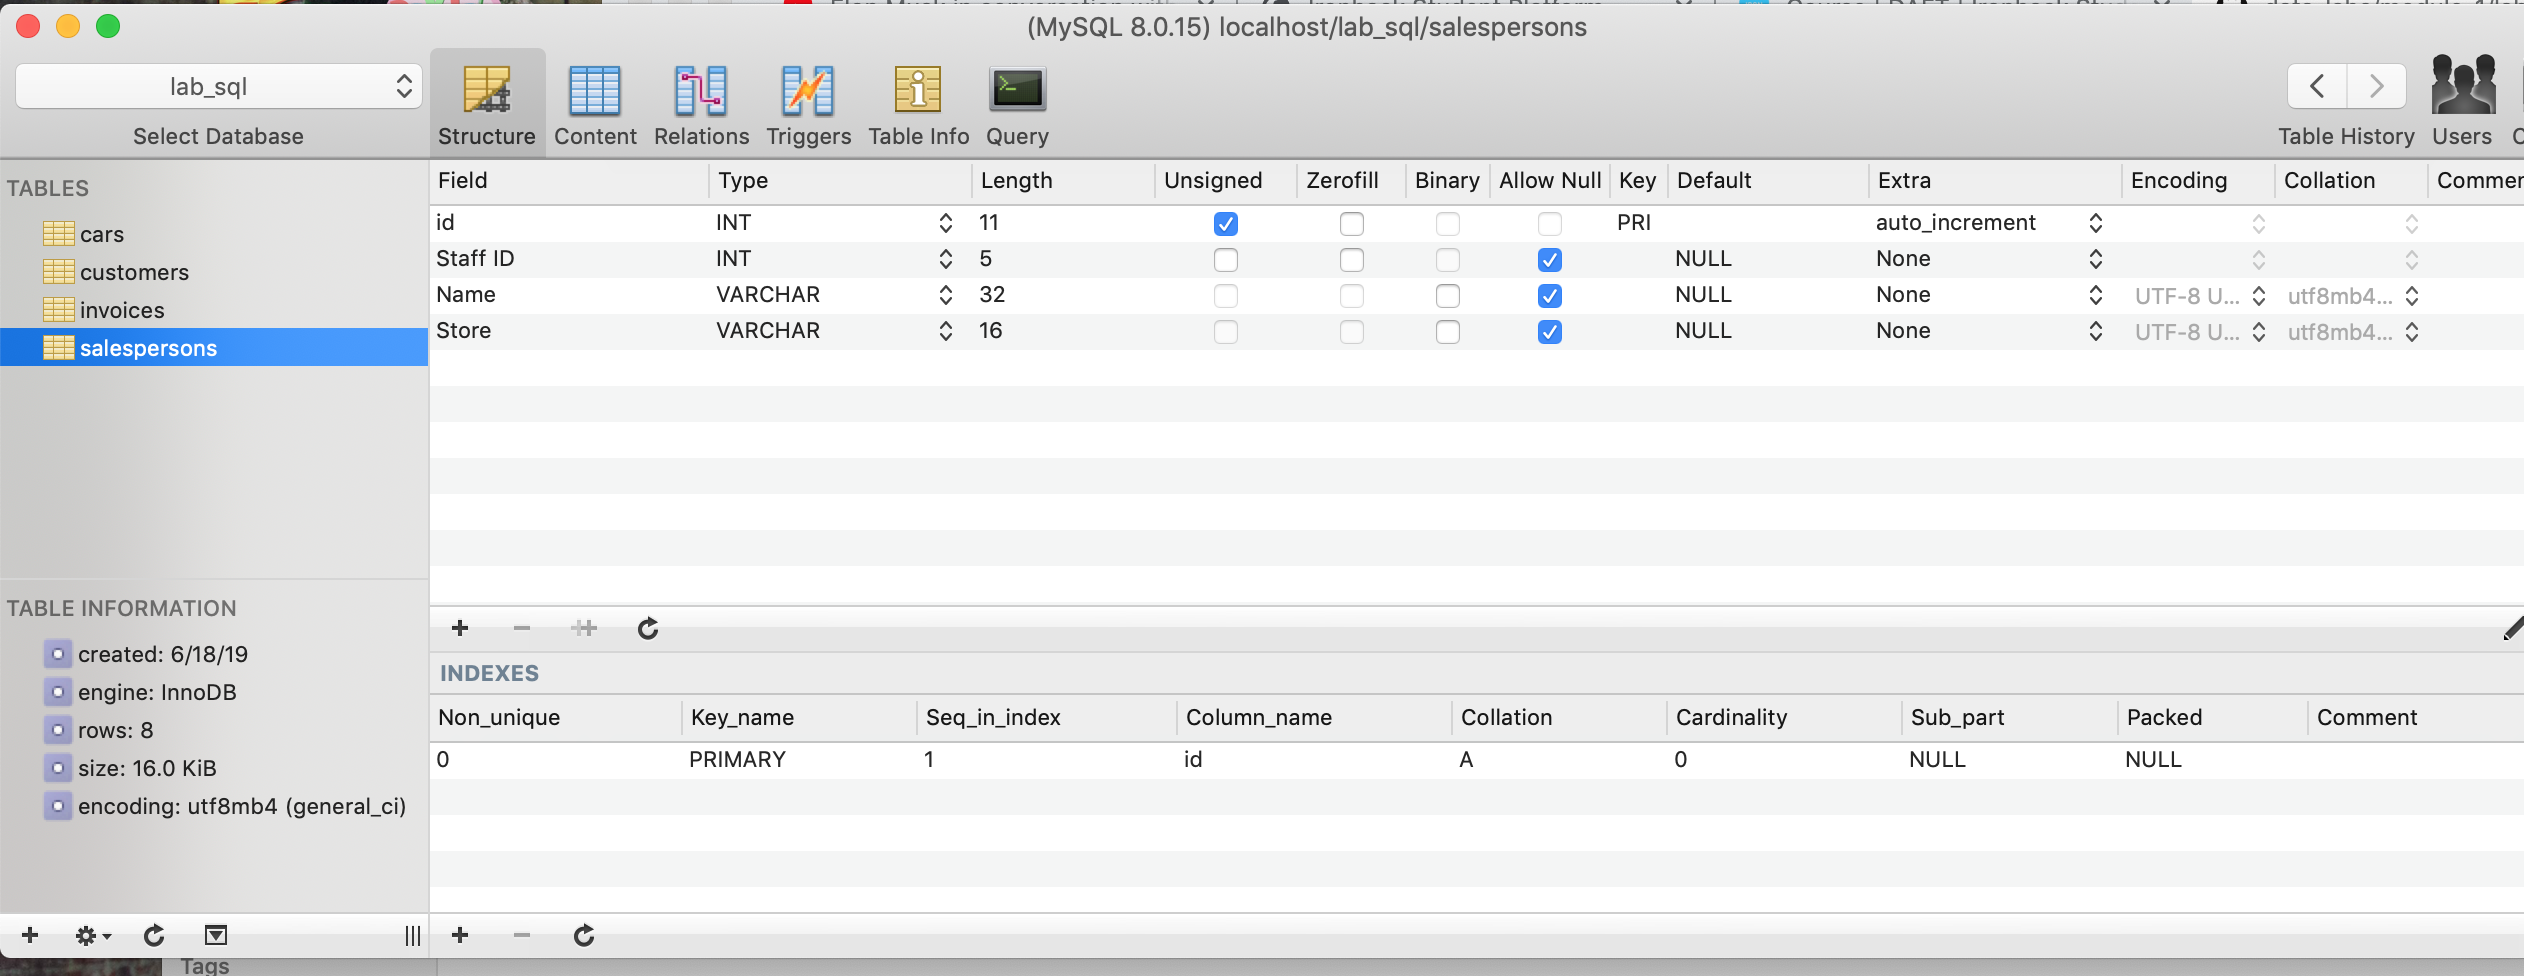 (MySQL 8.0.15) localhost/lab_sql/salespersons
lab_sql
Select Database
Structure
Content
Relations
Triggers
Table Info
Query
Table History
Users
TABLES
cars
customers
invoices
salespersons
Field Type Length Unsigned Zerofill Binary Allow Null Key Default Extra Encoding Collation Commen
id INT 11 PRI auto_increment
Staff ID INT 5 NULL None
Name VARCHAR 32 NULL None UTF-8 U... utf8mb4...
Store VARCHAR 16 NULL None UTF-8 U... utf8mb4...
TABLE INFORMATION
created: 6/18/19
engine: InnoDB
rows: 8
size: 16.0 KiB
encoding: utf8mb4 (general_ci)
INDEXES
Non_unique Key_name Seq_in_index Column_name Collation Cardinality Sub_part Packed Comment
0 PRIMARY 1 id A 0 NULL NULL
Tags